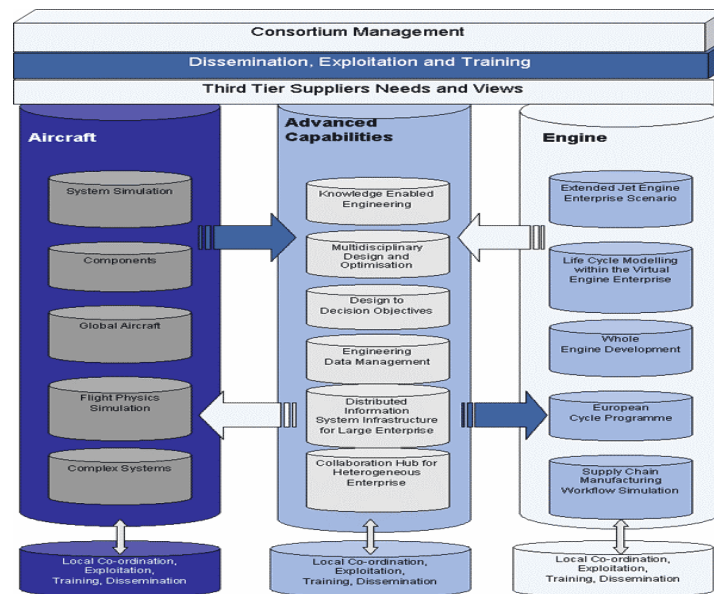 Consortium Management
Dissemination, Exploitation and Training
Third Tier Suppliers Needs and Views
Aircraft
System Simulation
Components
Global Aircraft
Flight Physics
Simulation
Complex Systems
Local Co-ordination,
Exploitation,
Training, Dissemination
Advanced
Capabilities
Knowledge Enabled
Engineering
Multidisciplinary
Design and
Optimisation
Design to
Decision Objectives
Engineering
Data Management
Distributed
Information
System Infrastructure
for Large Enterprise
Collaboration Hub for
Heterogeneous
Enterprise
Local Co-ordination,
Exploitation,
Training, Dissemination
Engine
Extended Jet Engine
Enterprise Scenario
Life Cycle Modelling
within the Virtual
Engine Enterprise
Whole
Engine Development
European
Cycle Programme
Supply Chain
Manufacturing
Workflow Simulation
Local Co-ordination,
Exploitation,
Training, Dissemination